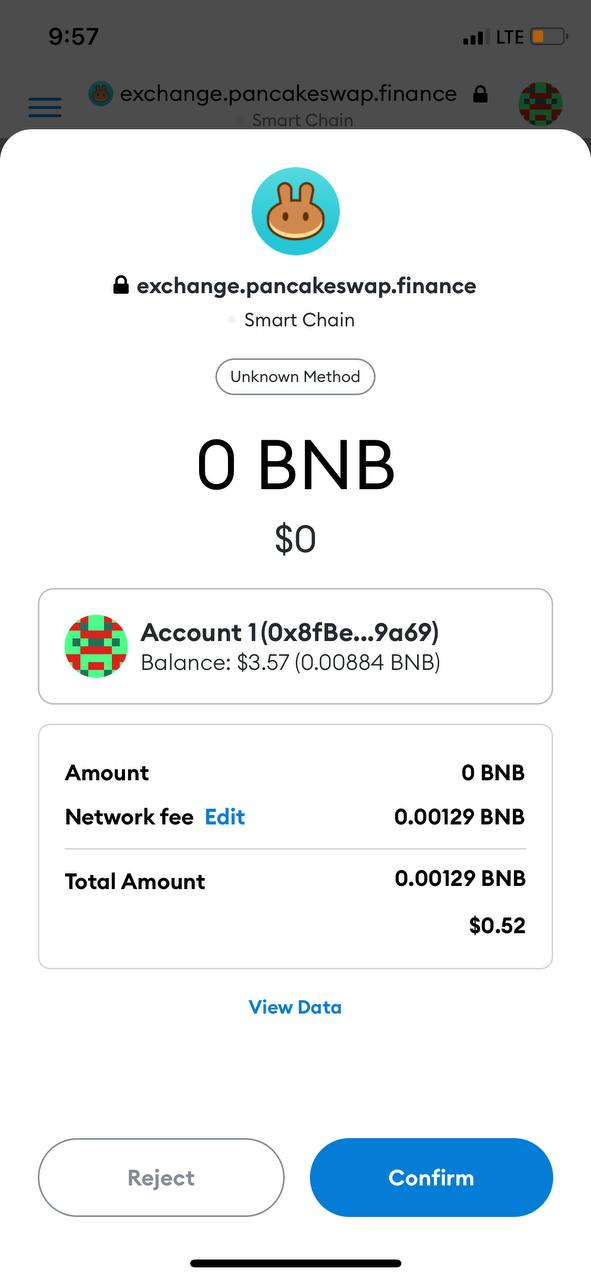 9:57
LTE
exchange.pancakeswap.finance
Smart Chain
exchange.pancakeswap.finance
Smart Chain
Unknown Method
0 BNB
$0
Account 1 (0x8fBe...9a69)
Balance: $3.57 (0.00884 BNB)
Amount 0 BNB
Network fee Edit 0.00129 BNB
Total Amount 0.00129 BNB
$0.52
View Data
Reject Confirm